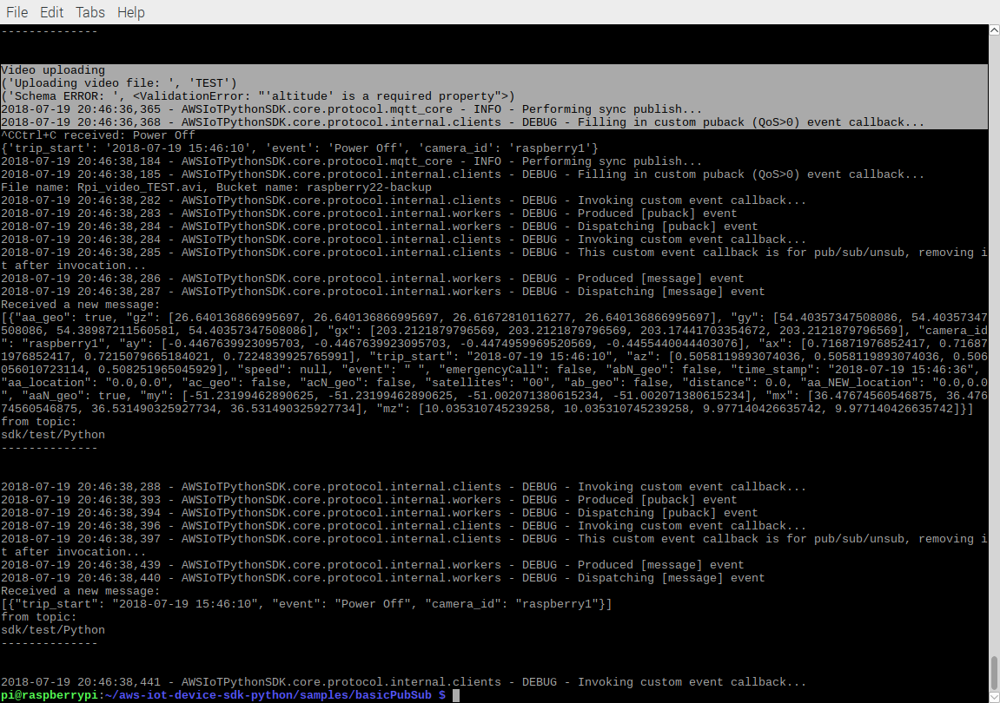 File Edit Tabs Help
--------------
Video uploading
('Uploading video file: ', 'TEST')
('Schema ERROR: ', <ValidationError: "'altitude' is a required property">)
2018-07-19 20:46:36,365 - AWSIoTPythonSDK.core.protocol.mqtt_core - INFO - Performing sync publish...
2018-07-19 20:46:36,368 - AWSIoTPythonSDK.core.protocol.internal.clients - DEBUG - Filling in custom puback (QoS>0) event callback...
^CCtrl+C received: Power Off
{'trip_start': '2018-07-19 15:46:10', 'event': 'Power Off', 'camera_id': 'raspberry1'}
2018-07-19 20:46:38,184 - AWSIoTPythonSDK.core.protocol.mqtt_core - INFO - Performing sync publish...
2018-07-19 20:46:38,185 - AWSIoTPythonSDK.core.protocol.internal.clients - DEBUG - Filling in custom puback (QoS>0) event callback...
File name: Rpi_video_TEST.avi, Bucket name: raspberry22-backup
2018-07-19 20:46:38,282 - AWSIoTPythonSDK.core.protocol.internal.clients - DEBUG - Invoking custom event callback...
2018-07-19 20:46:38,283 - AWSIoTPythonSDK.core.protocol.internal.workers - DEBUG - Produced [puback] event
2018-07-19 20:46:38,284 - AWSIoTPythonSDK.core.protocol.internal.workers - DEBUG - Dispatching [puback] event
2018-07-19 20:46:38,284 - AWSIoTPythonSDK.core.protocol.internal.clients - DEBUG - Invoking custom event callback...
2018-07-19 20:46:38,285 - AWSIoTPythonSDK.core.protocol.internal.clients - DEBUG - This custom event callback is for pub/sub/unsub, removing i
t after invocation...
2018-07-19 20:46:38,286 - AWSIoTPythonSDK.core.protocol.internal.workers - DEBUG - Produced [message] event
2018-07-19 20:46:38,287 - AWSIoTPythonSDK.core.protocol.internal.workers - DEBUG - Dispatching [message] event
Received a new message:
[{"aa_geo": true, "gz": [26.640136866995697, 26.640136866995697, 26.61672810116277, 26.640136866995697], "gy": [54.40357347508086, 54.40357347
508086, 54.38987211560581, 54.40357347508086], "gx": [203.2121879796569, 203.2121879796569, 203.17441703354672, 203.2121879796569], "camera_id
": "raspberry1", "ay": [-0.4467639923095703, -0.4467639923095703, -0.4474959969520569, -0.4455440044403076], "ax": [0.716871976852417, 0.71687
1976852417, 0.7215079665184021, 0.7224839925765991], "trip_start": "2018-07-19 15:46:10", "az": [0.5058119893074036, 0.5058119893074036, 0.506
056010723114, 0.508251965045929], "speed": null, "event": " ", "emergencyCall": false, "abN_geo": false, "time_stamp": "2018-07-19 15:46:36",
"aa_location": "0.0,0.0", "ac_geo": false, "acN_geo": false, "satellites": "00", "ab_geo": false, "distance": 0.0, "aa_NEW_location": "0.0,0.0
", "aaN_geo": true, "my": [-51.23199462890625, -51.23199462890625, -51.002071380615234, -51.002071380615234], "mx": [36.47674560546875, 36.476
74560546875, 36.531490325927734, 36.531490325927734], "mz": [10.035310745239258, 10.035310745239258, 9.977140426635742, 9.977140426635742]}]
from topic:
sdk/test/Python
--------------
2018-07-19 20:46:38,288 - AWSIoTPythonSDK.core.protocol.internal.clients - DEBUG - Invoking custom event callback...
2018-07-19 20:46:38,393 - AWSIoTPythonSDK.core.protocol.internal.workers - DEBUG - Produced [puback] event
2018-07-19 20:46:38,394 - AWSIoTPythonSDK.core.protocol.internal.workers - DEBUG - Dispatching [puback] event
2018-07-19 20:46:38,396 - AWSIoTPythonSDK.core.protocol.internal.clients - DEBUG - Invoking custom event callback...
2018-07-19 20:46:38,397 - AWSIoTPythonSDK.core.protocol.internal.clients - DEBUG - This custom event callback is for pub/sub/unsub, removing i
t after invocation...
2018-07-19 20:46:38,439 - AWSIoTPythonSDK.core.protocol.internal.workers - DEBUG - Produced [message] event
2018-07-19 20:46:38,440 - AWSIoTPythonSDK.core.protocol.internal.workers - DEBUG - Dispatching [message] event
Received a new message:
[{"trip_start": "2018-07-19 15:46:10", "event": "Power Off", "camera_id": "raspberry1"}]
from topic:
sdk/test/Python
--------------
2018-07-19 20:46:38,441 - AWSIoTPythonSDK.core.protocol.internal.clients - DEBUG - Invoking custom event callback...
pi@raspberrypi:~/aws-iot-device-sdk-python/samples/basicPubSub $